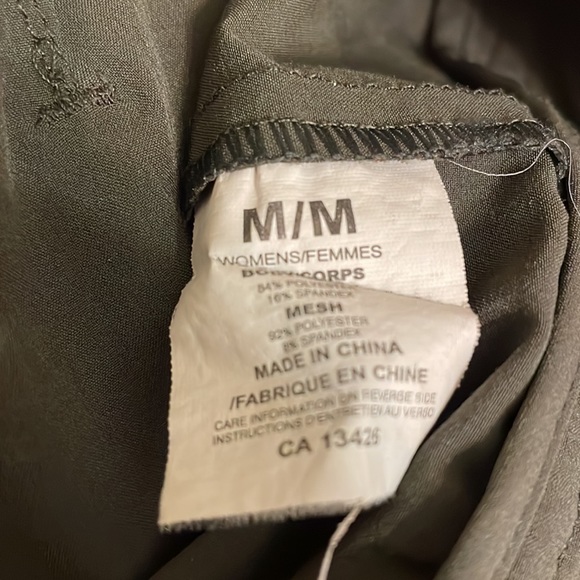 M/M
WOMENS/FEMMES
BODY/CORPS
84% POLYESTER
16% SPANDEX
MESH
92% POLYESTER
8% SPANDEX
MADE IN CHINA
/FABRIQUE EN CHINE
CARE INFORMATION ON REVERSE SIDE
INSTRUCTIONS D'ENTRETIEN AU VERSO
CA 13426